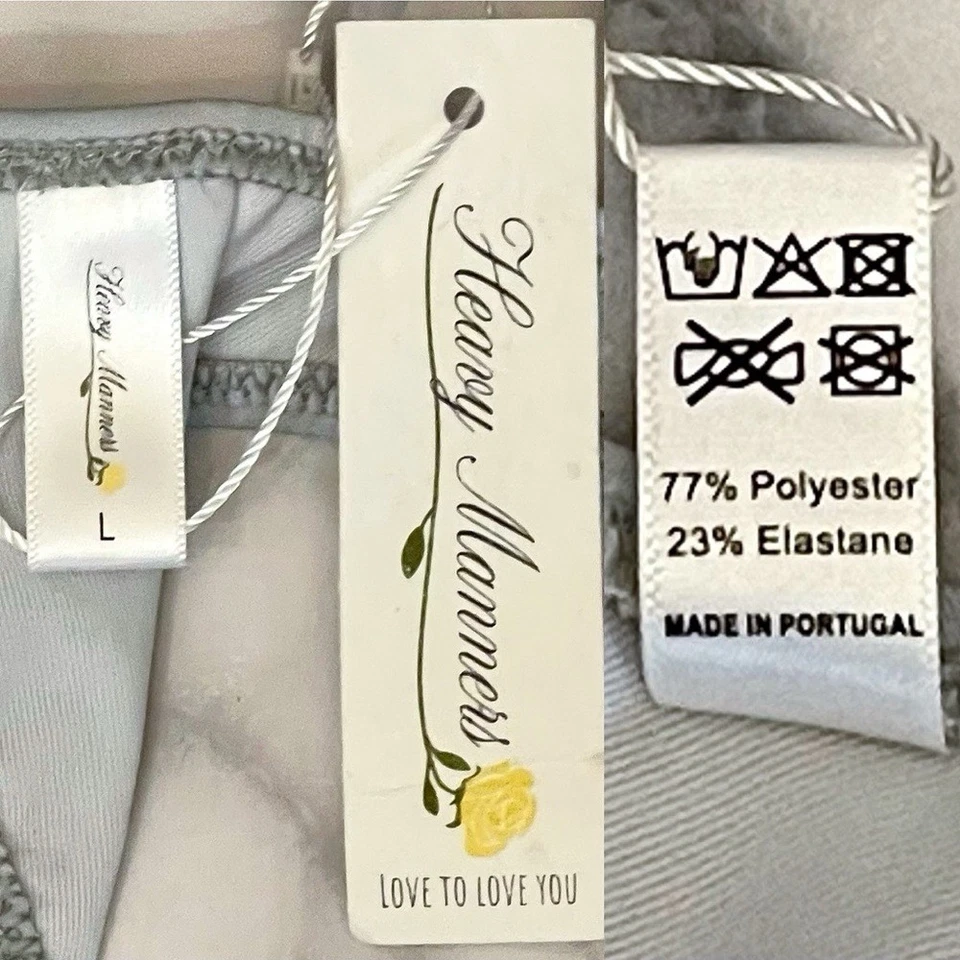 Heavy Manners
L
Heavy Manners
LOVE TO LOVE YOU
77% Polyester
23% Elastane
MADE IN PORTUGAL